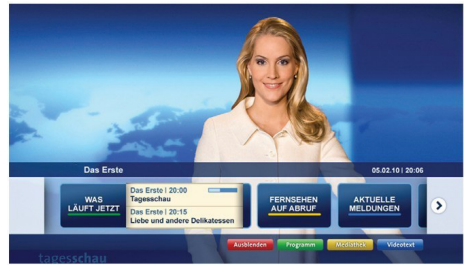 Das Erste
05.02.10 | 20:06
WAS
LÄUFT JETZT
Das Erste | 20:00
Tagesschau
Das Erste | 20:15
Liebe und andere Delikatessen
FERNSEHEN
AUF ABRUF
AKTUELLE
MELDUNGEN
Ausblenden
Programm
Mediathek
Videotext
tagesschau